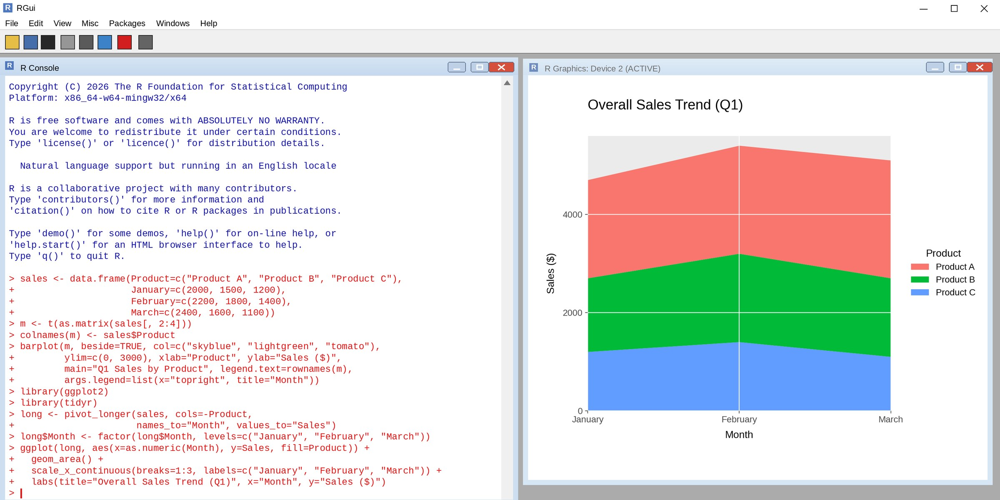 R RGui
File Edit View Misc Packages Windows Help
R R Console
Copyright (C) 2026 The R Foundation for Statistical Computing
Platform: x86_64-w64-mingw32/x64
R is free software and comes with ABSOLUTELY NO WARRANTY.
You are welcome to redistribute it under certain conditions.
Type 'license()' or 'licence()' for distribution details.
  Natural language support but running in an English locale
R is a collaborative project with many contributors.
Type 'contributors()' for more information and
'citation()' on how to cite R or R packages in publications.
Type 'demo()' for some demos, 'help()' for on-line help, or
'help.start()' for an HTML browser interface to help.
Type 'q()' to quit R.
> sales <- data.frame(Product=c("Product A", "Product B", "Product C"),
+                     January=c(2000, 1500, 1200),
+                     February=c(2200, 1800, 1400),
+                     March=c(2400, 1600, 1100))
> m <- t(as.matrix(sales[, 2:4]))
> colnames(m) <- sales$Product
> barplot(m, beside=TRUE, col=c("skyblue", "lightgreen", "tomato"),
+         ylim=c(0, 3000), xlab="Product", ylab="Sales ($)",
+         main="Q1 Sales by Product", legend.text=rownames(m),
+         args.legend=list(x="topright", title="Month"))
> library(ggplot2)
> library(tidyr)
> long <- pivot_longer(sales, cols=-Product,
+                      names_to="Month", values_to="Sales")
> long$Month <- factor(long$Month, levels=c("January", "February", "March"))
> ggplot(long, aes(x=as.numeric(Month), y=Sales, fill=Product)) +
+   geom_area() +
+   scale_x_continuous(breaks=1:3, labels=c("January", "February", "March")) +
+   labs(title="Overall Sales Trend (Q1)", x="Month", y="Sales ($)")
>
R R Graphics: Device 2 (ACTIVE)
Overall Sales Trend (Q1)
Sales ($)
4000
2000
0
January February March
Month
Product
Product A
Product B
Product C